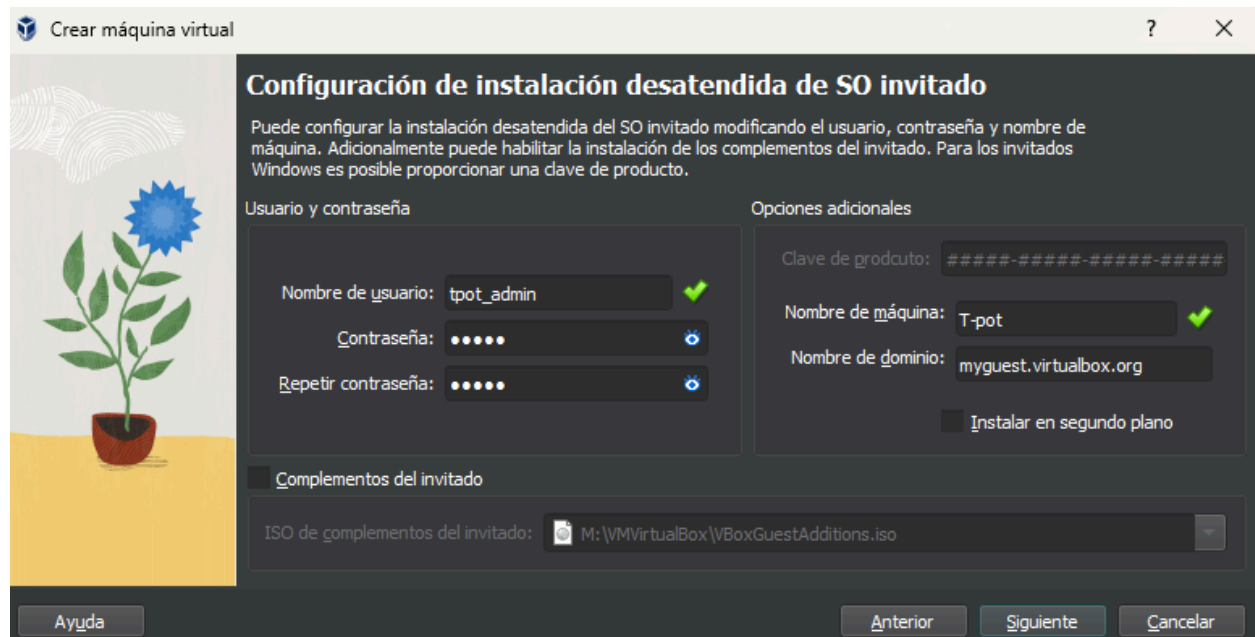 Crear máquina virtual
?
Configuración de instalación desatendida de SO invitado
Puede configurar la instalación desatendida del SO invitado modificando el usuario, contraseña y nombre de
máquina. Adicionalmente puede habilitar la instalación de los complementos del invitado. Para los invitados
Windows es posible proporcionar una clave de producto.
Usuario y contraseña
Nombre de usuario: tpot_admin
Contraseña: •••••
Repetir contraseña: •••••
Opciones adicionales
Clave de prodcuto: #####-#####-#####-#####
Nombre de máquina: T-pot
Nombre de dominio: myguest.virtualbox.org
Instalar en segundo plano
Complementos del invitado
ISO de complementos del invitado: M:\VMVirtualBox\VBoxGuestAdditions.iso
Ayuda
Anterior
Siguiente
Cancelar